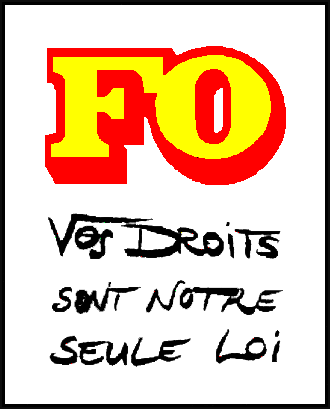 FO
VOS DROITS
SONT NOTRE
SEULE LOi